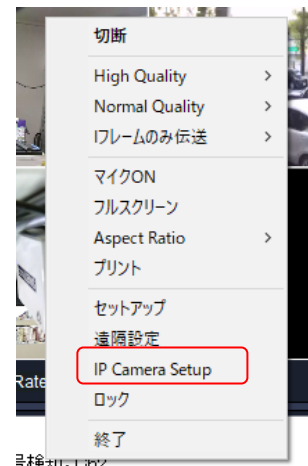 切断
High Quality
Normal Quality
Iフレームのみ伝送
マイクON
フルスクリーン
Aspect Ratio
プリント
セットアップ
遠隔設定
IP Camera Setup
Rate
ロック
終了